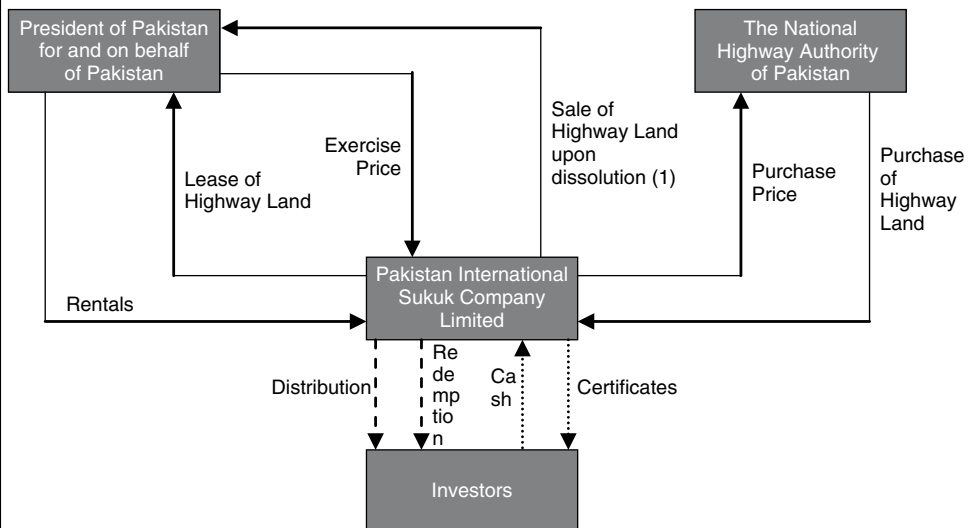 President of Pakistan
for and on behalf
of Pakistan
The National
Highway Authority
of Pakistan
Exercise
Price
Sale of
Highway Land
upon
dissolution (1)
Lease of
Highway Land
Purchase
Price
Purchase
of
Highway
Land
Rentals
Pakistan International
Sukuk Company
Limited
Distribution
Re
de
mp
tio
n
Ca
sh
Certificates
Investors